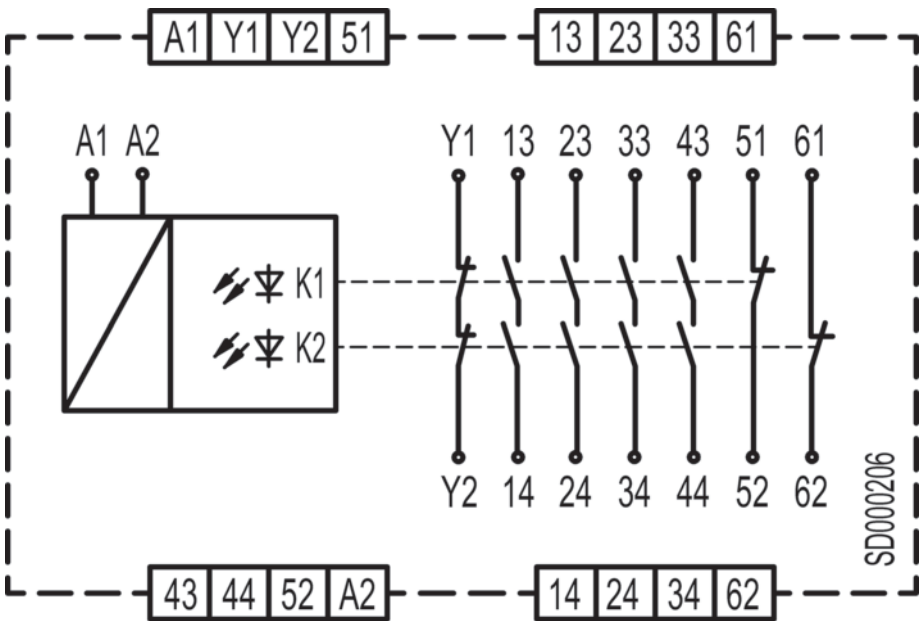 A1 Y1 Y2 51 13 23 33 61
A1 A2 Y1 13 23 33 43 51 61
K1
K2
Y2 14 24 34 44 52 62
SD000206
43 44 52 A2 14 24 34 62